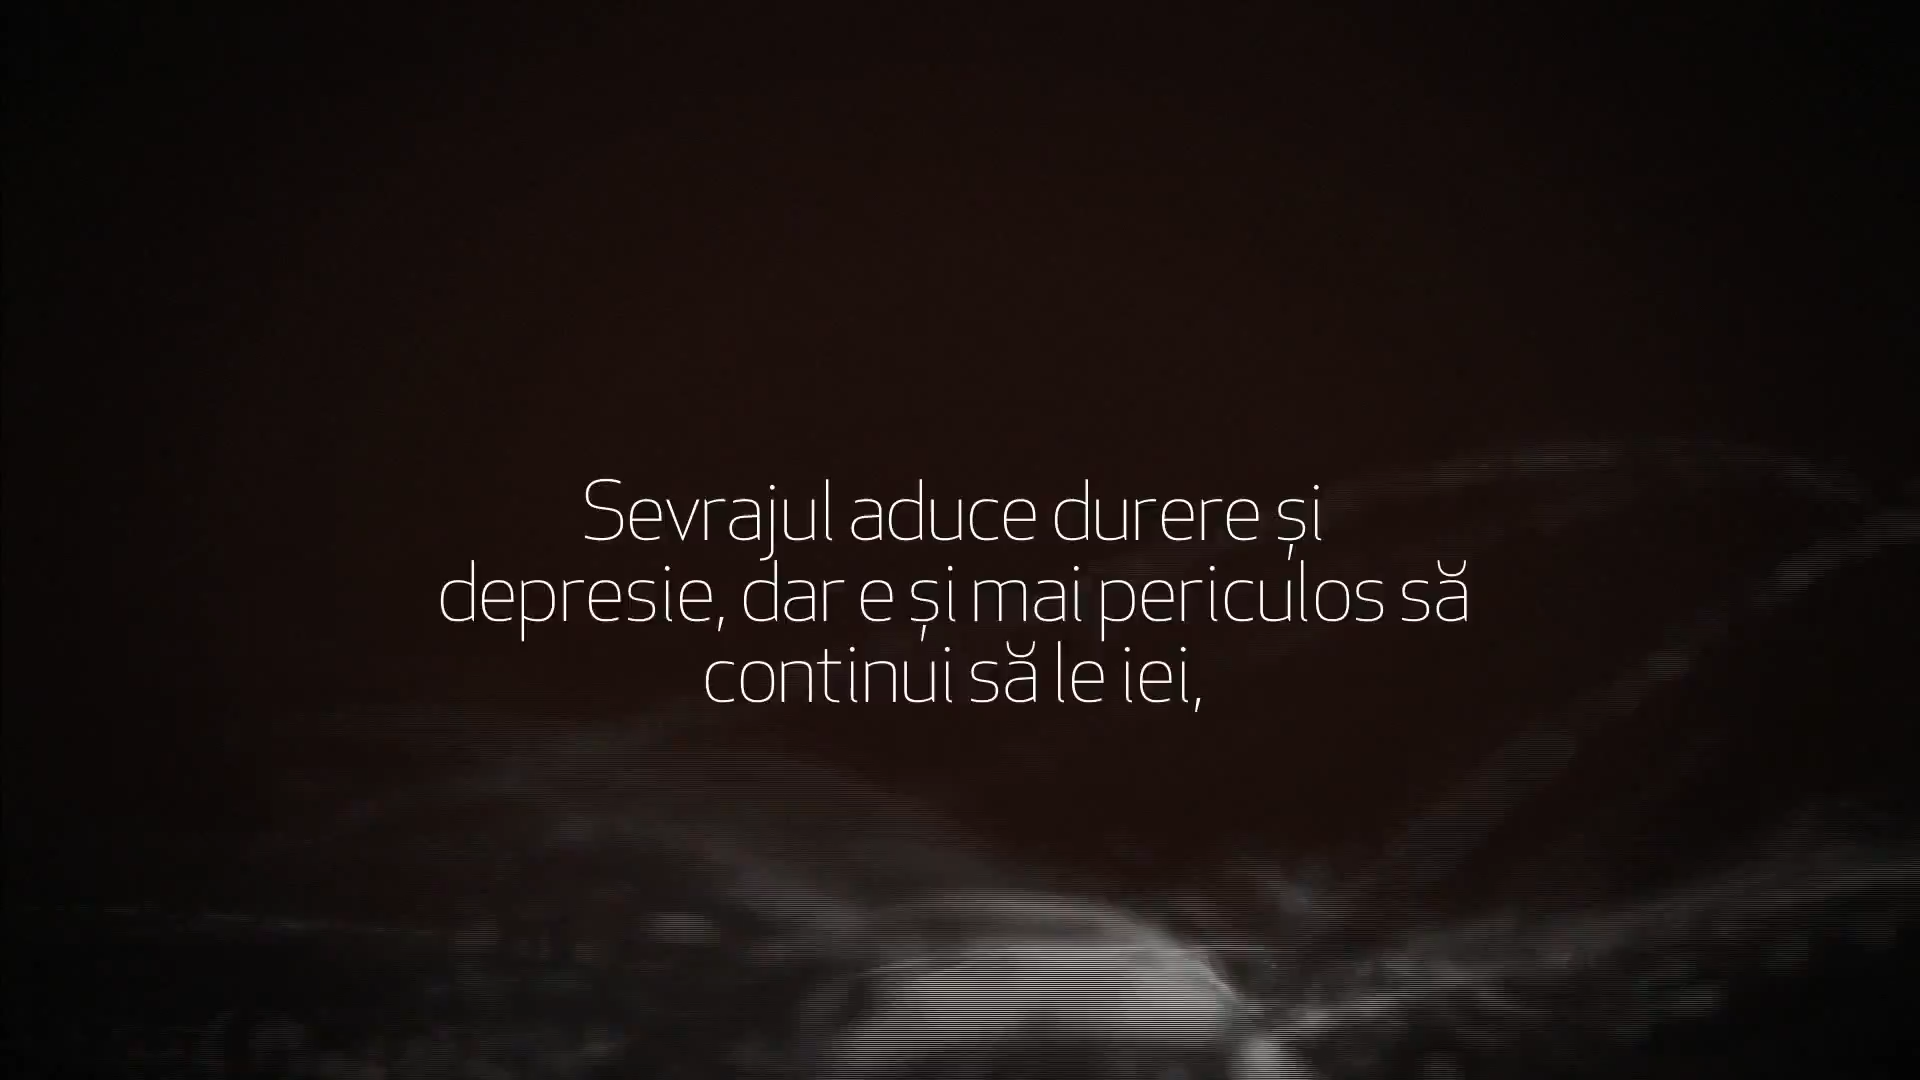 Sevrajul aduce durere și
depresie, dar e și mai periculos să
continui să le iei,